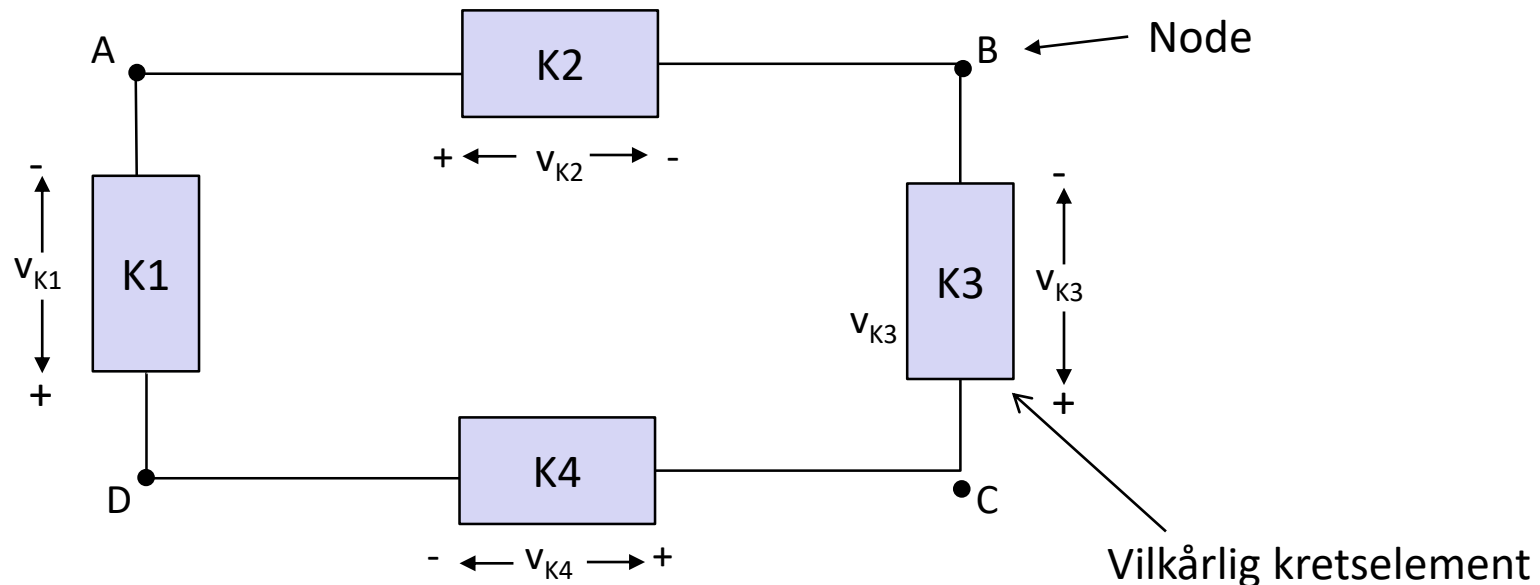 Node
A
B
K2
+ v_K2 -
-
-
v_K1
K1
K3
v_K3
v_K3
+
+
K4
D
C
- v_K4 +
Vilkårlig kretselement